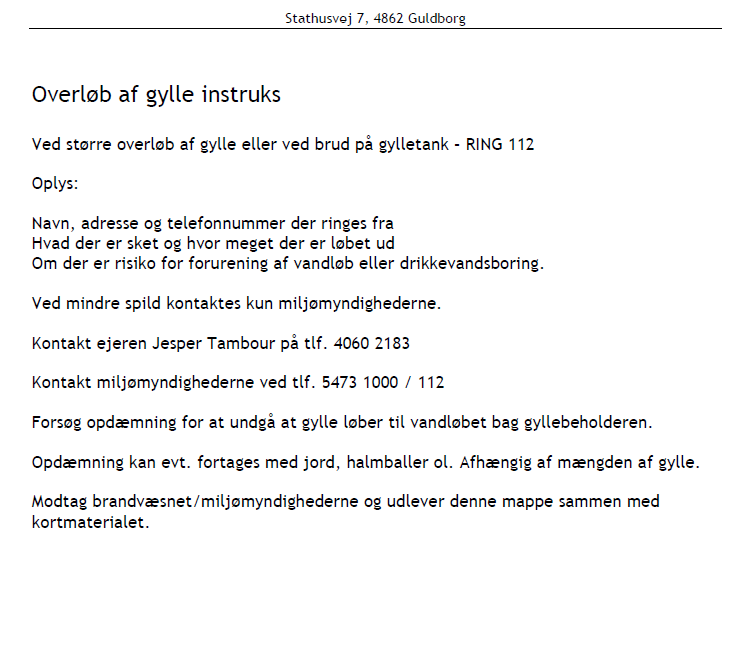 Stathusvej 7, 4862 Guldborg
Overløb af gylle instruks
Ved større overløb af gylle eller ved brud på gylletank - RING 112
Oplys:
Navn, adresse og telefonnummer der ringes fra
Hvad der er sket og hvor meget der er løbet ud
Om der er risiko for forurening af vandløb eller drikkevandsboring.
Ved mindre spild kontaktes kun miljømyndighederne.
Kontakt ejeren Jesper Tambour på tlf. 4060 2183
Kontakt miljømyndighederne ved tlf. 5473 1000 / 112
Forsøg opdæmning for at undgå at gylle løber til vandløbet bag gyllebeholderen.
Opdæmning kan evt. fortages med jord, halmballer ol. Afhængig af mængden af gylle.
Modtag brandvæsnet/miljømyndighederne og udlever denne mappe sammen med
kortmaterialet.